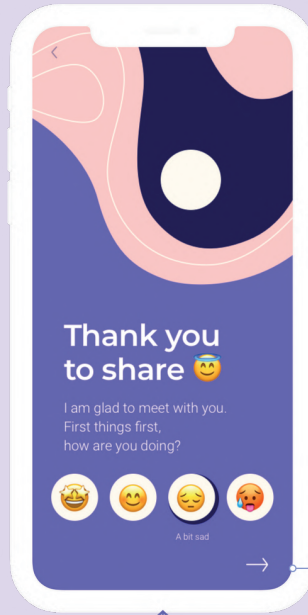 Thank you
to share 😇
I am glad to meet with you.
First things first,
how are you doing?
A bit sad